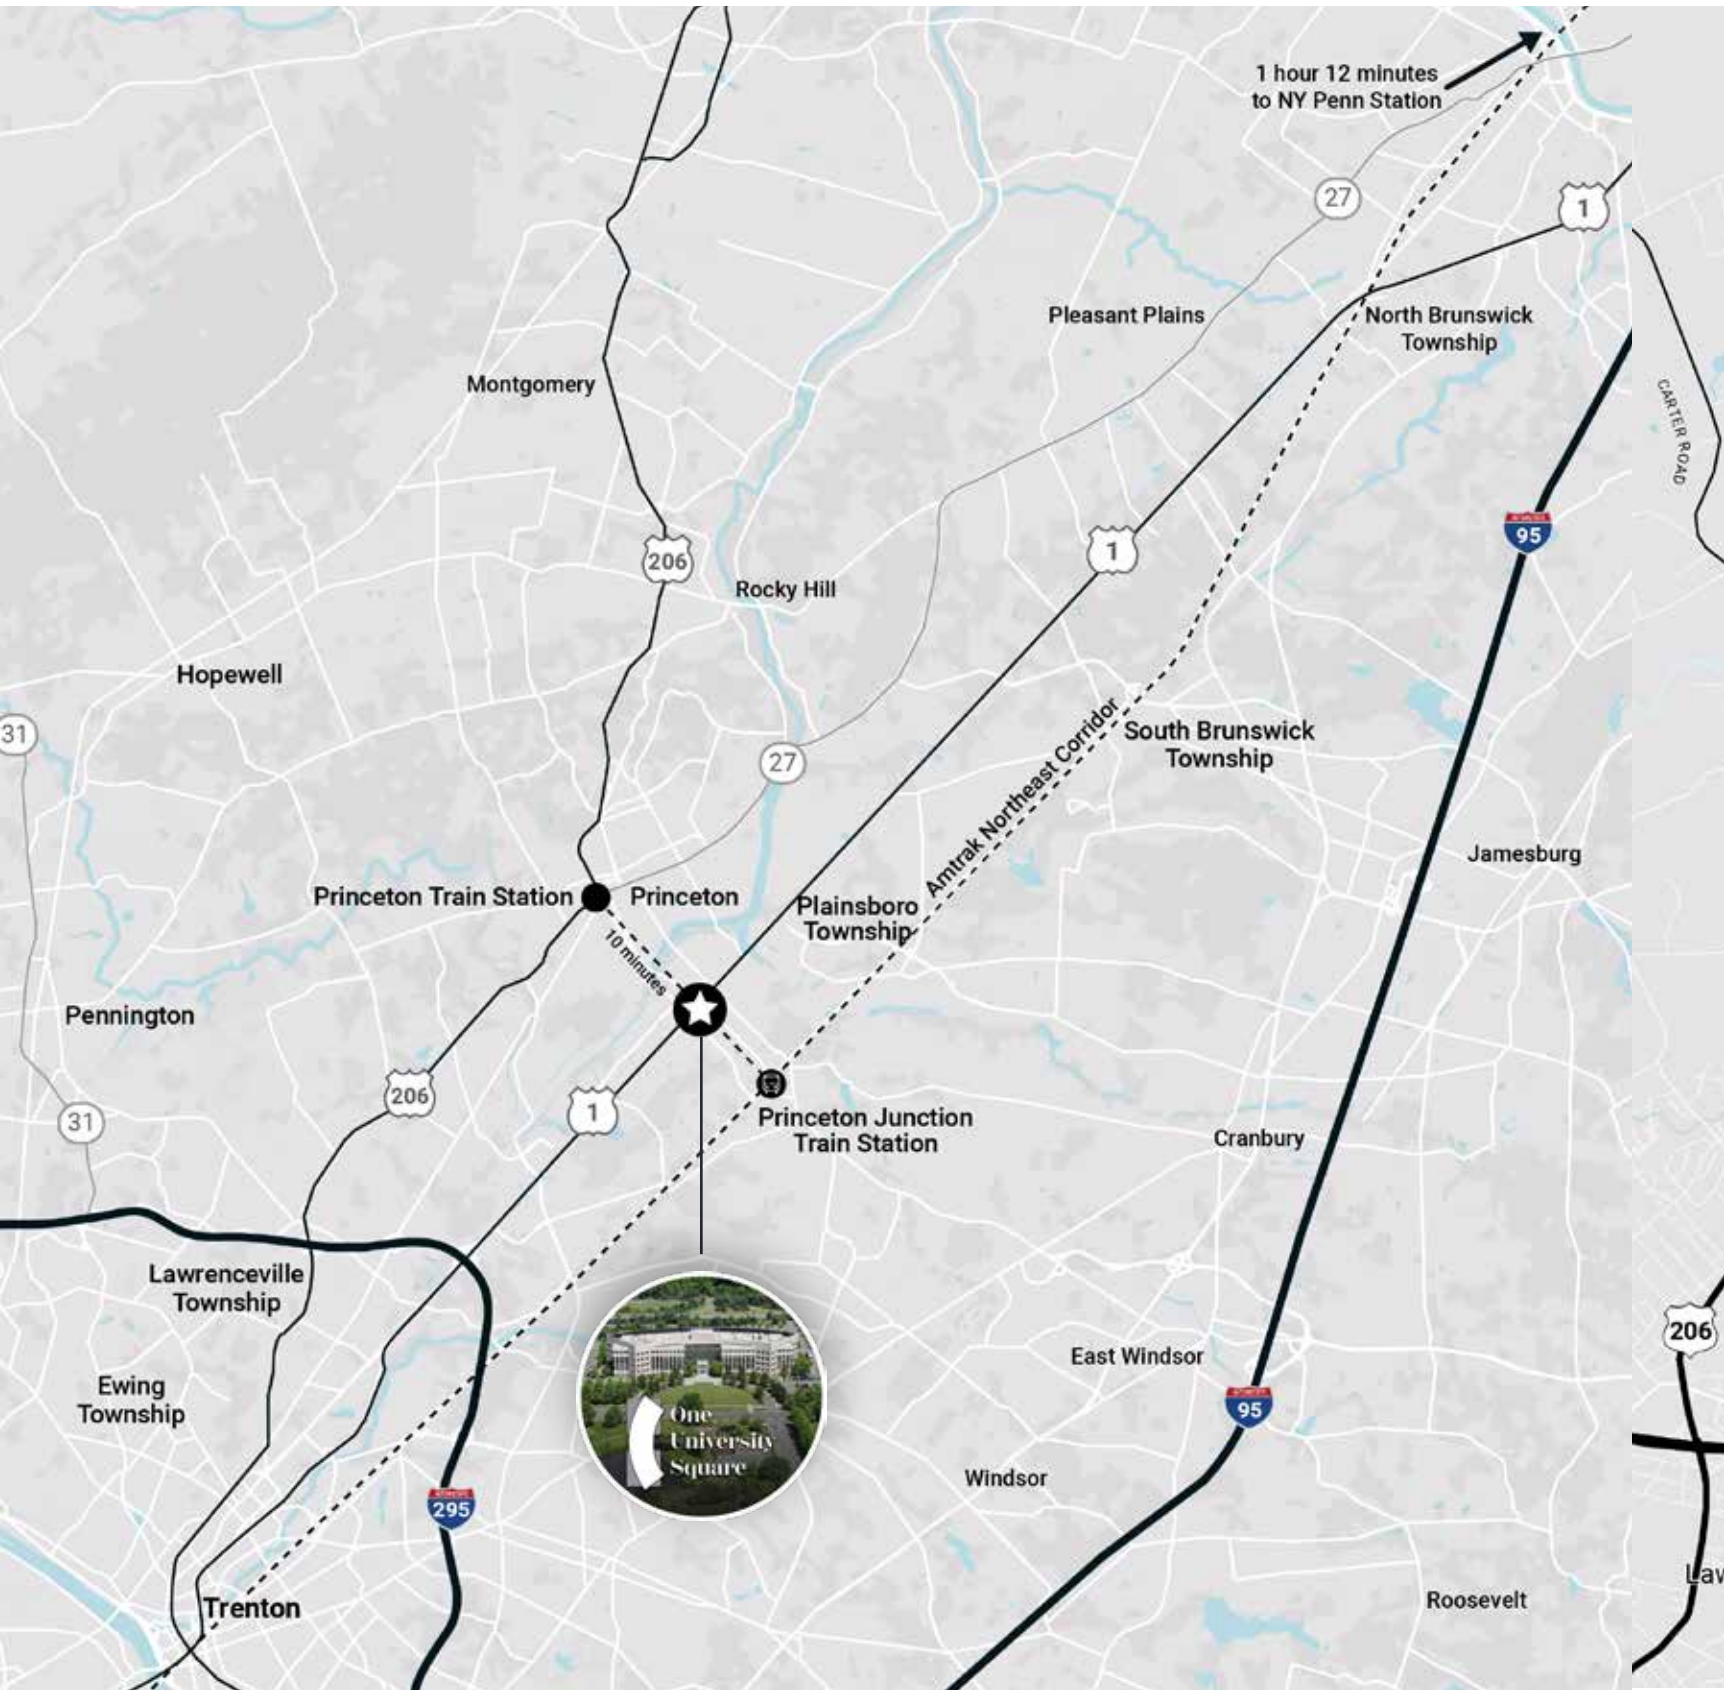 1 hour 12 minutes
to NY Penn Station
27
1
Pleasant Plains
North Brunswick
Township
Montgomery
CARTER ROAD
95
1
206
Rocky Hill
Hopewell
31
27
South Brunswick
Township
Amtrak Northeast Corridor
Jamesburg
Princeton Train Station
Princeton
Plainsboro
Township
10 minutes
Pennington
206
1
31
Princeton Junction
Train Station
Cranbury
Lawrenceville
Township
206
East Windsor
Ewing
Township
95
One
University
Square
Windsor
295
Law
Roosevelt
Trenton